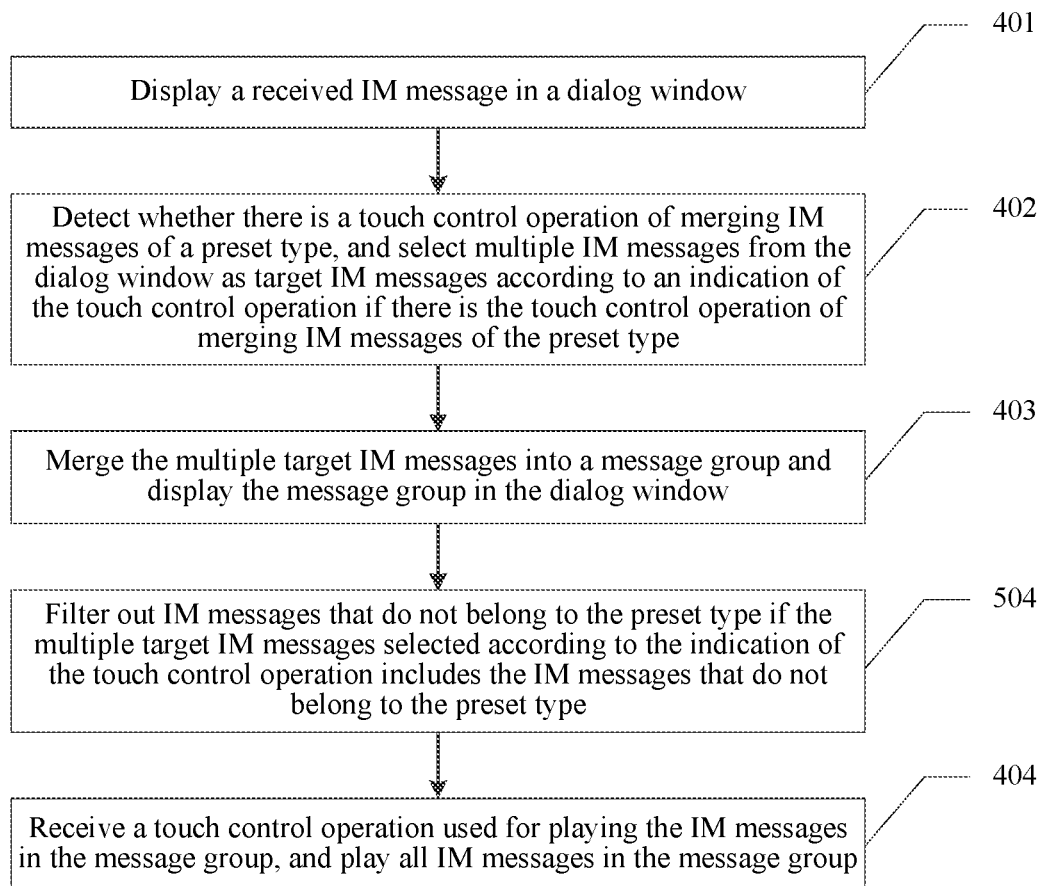 401
Display a received IM message in a dialog window
402
Detect whether there is a touch control operation of merging IM
messages of a preset type, and select multiple IM messages from the
dialog window as target IM messages according to an indication of
the touch control operation if there is the touch control operation of
merging IM messages of the preset type
403
Merge the multiple target IM messages into a message group and
display the message group in the dialog window
504
Filter out IM messages that do not belong to the preset type if the
multiple target IM messages selected according to the indication of
the touch control operation includes the IM messages that do not
belong to the preset type
404
Receive a touch control operation used for playing the IM messages
in the message group, and play all IM messages in the message group